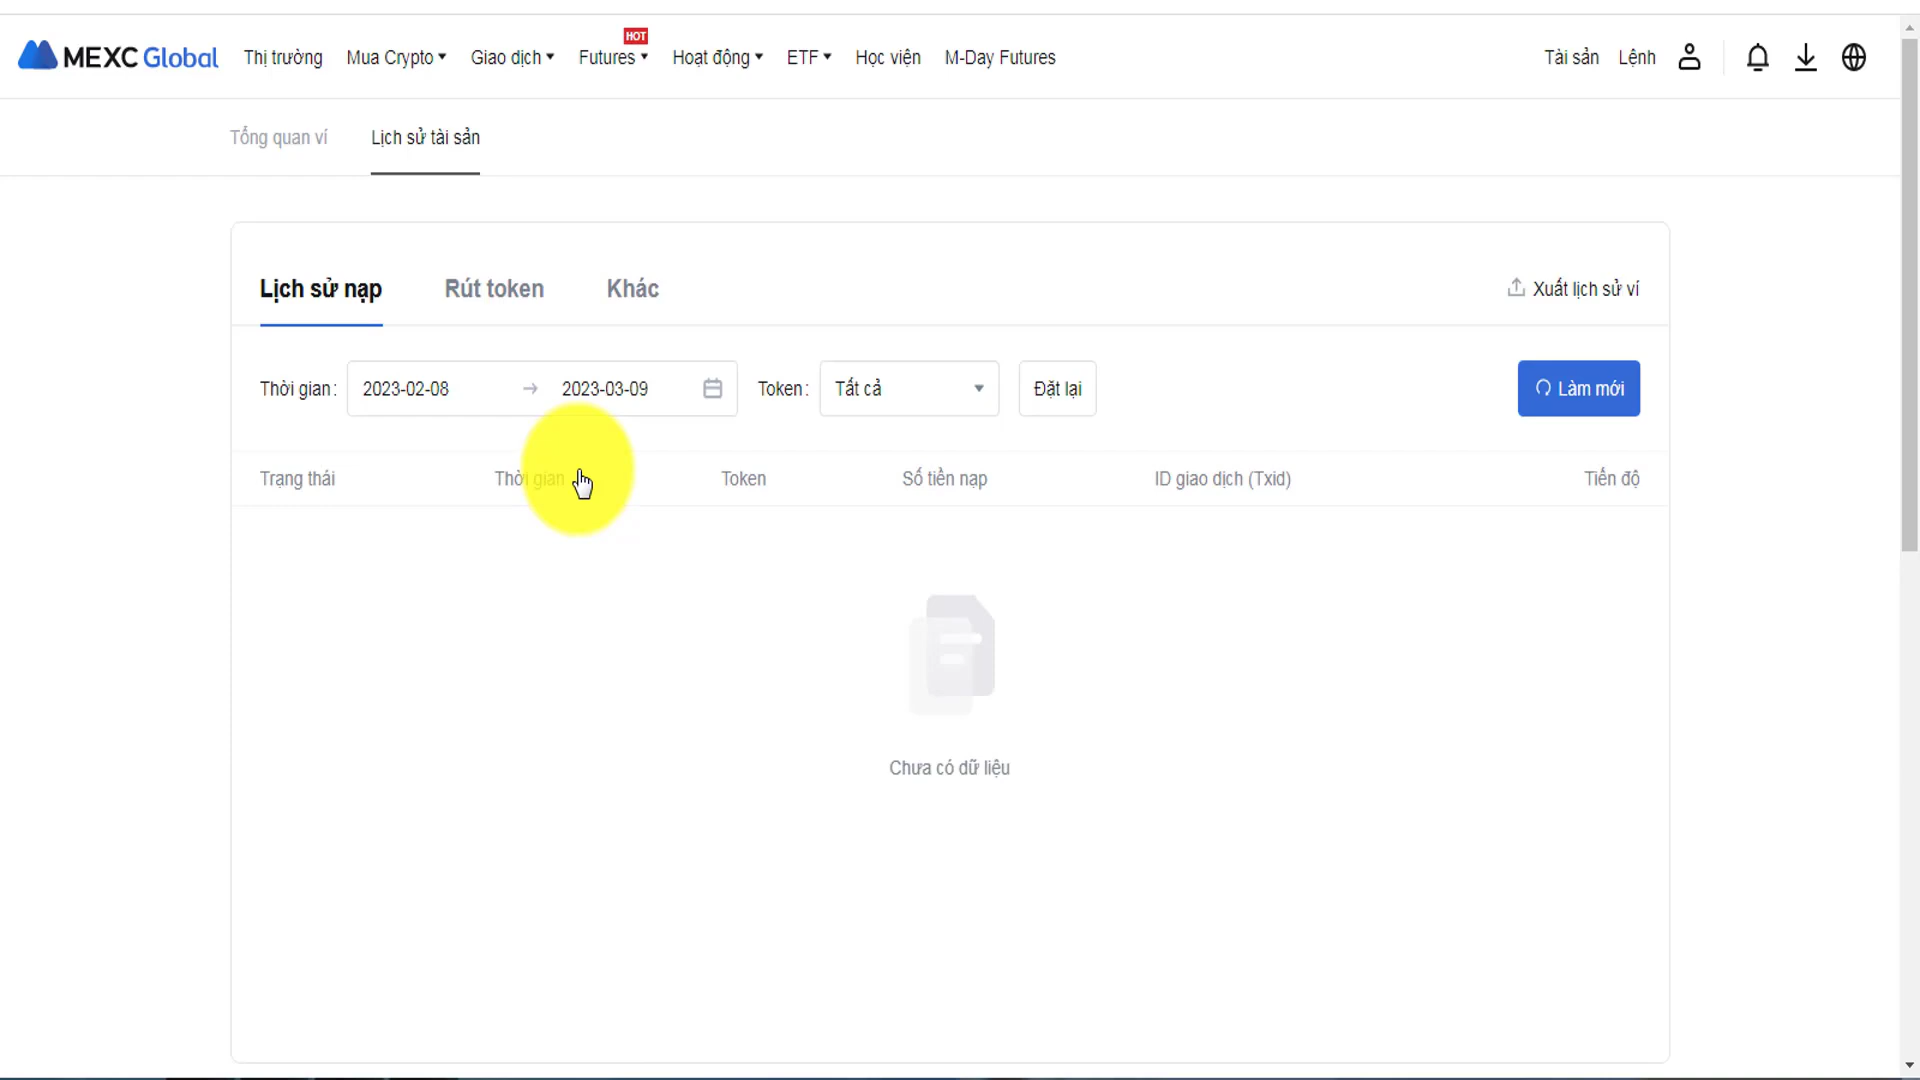 MEXC Global Thị trường Mua Crypto Giao dịch Futures HOT Hoạt động ETF Học viện M-Day Futures Tài sản Lệnh
Tổng quan ví Lịch sử tài sản
Lịch sử nạp Rút token Khác Xuất lịch sử ví
Thời gian: 2023-02-08 → 2023-03-09 Token: Tất cả Đặt lại Làm mới
Trạng thái Thời gian Token Số tiền nạp ID giao dịch (Txid) Tiến độ
Chưa có dữ liệu